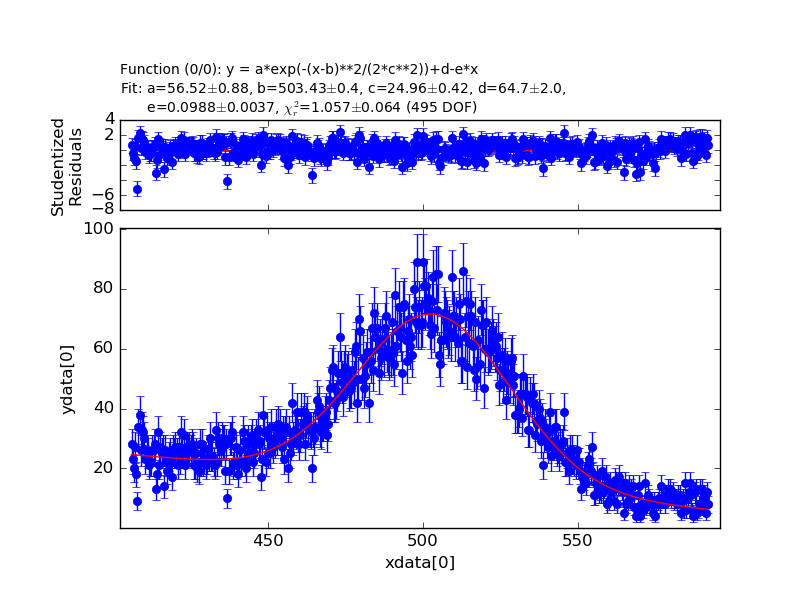 Function (0/0): y = a*exp(-(x-b)**2/(2*c**2))+d-e*x
Fit: a=56.52±0.88, b=503.43±0.4, c=24.96±0.42, d=64.7±2.0,
e=0.0988±0.0037, χ²ᵣ=1.057±0.064 (495 DOF)
4
2
−6
−8
Studentized
Residuals
100
80
60
40
20
ydata[0]
450 500 550
xdata[0]